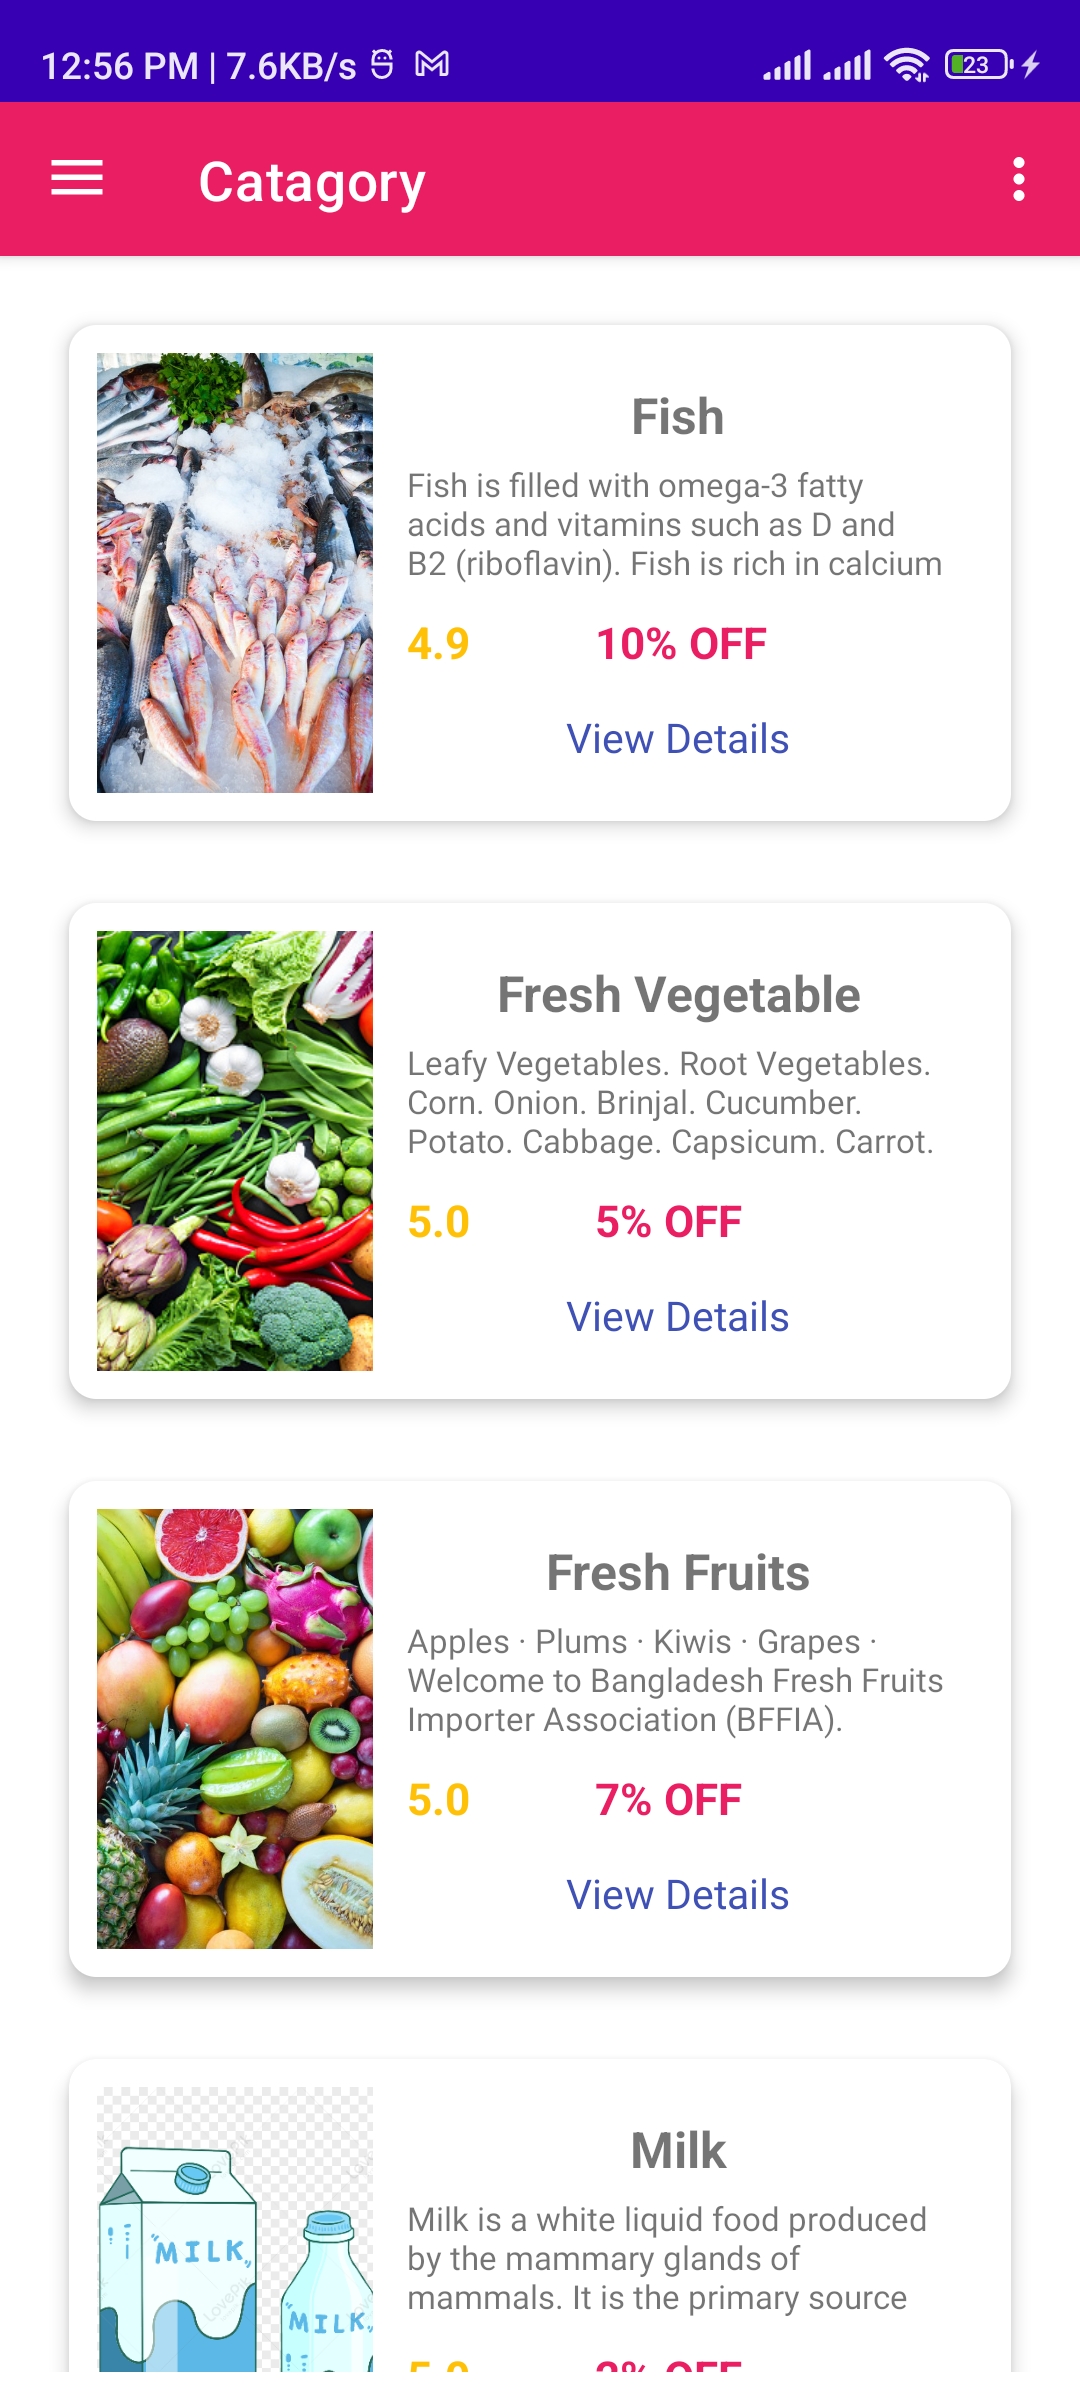 12:56 PM | 7.6KB/s
23
Catagory
Fish
Fish is filled with omega-3 fatty
acids and vitamins such as D and
B2 (riboflavin). Fish is rich in calcium
4.9 10% OFF
View Details
Fresh Vegetable
Leafy Vegetables. Root Vegetables.
Corn. Onion. Brinjal. Cucumber.
Potato. Cabbage. Capsicum. Carrot.
5.0 5% OFF
View Details
Fresh Fruits
Apples · Plums · Kiwis · Grapes ·
Welcome to Bangladesh Fresh Fruits
Importer Association (BFFIA).
5.0 7% OFF
View Details
Milk
Milk is a white liquid food produced
by the mammary glands of
mammals. It is the primary source
MILK
MILK
LovePik